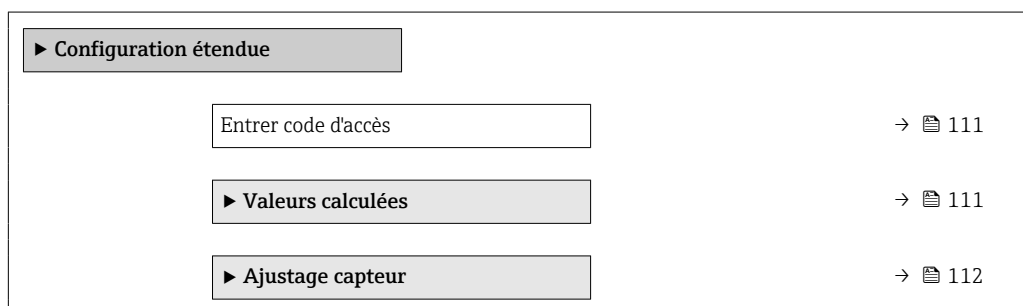 ► Configuration étendue
Entrer code d'accès → 111
► Valeurs calculées → 111
► Ajustage capteur → 112